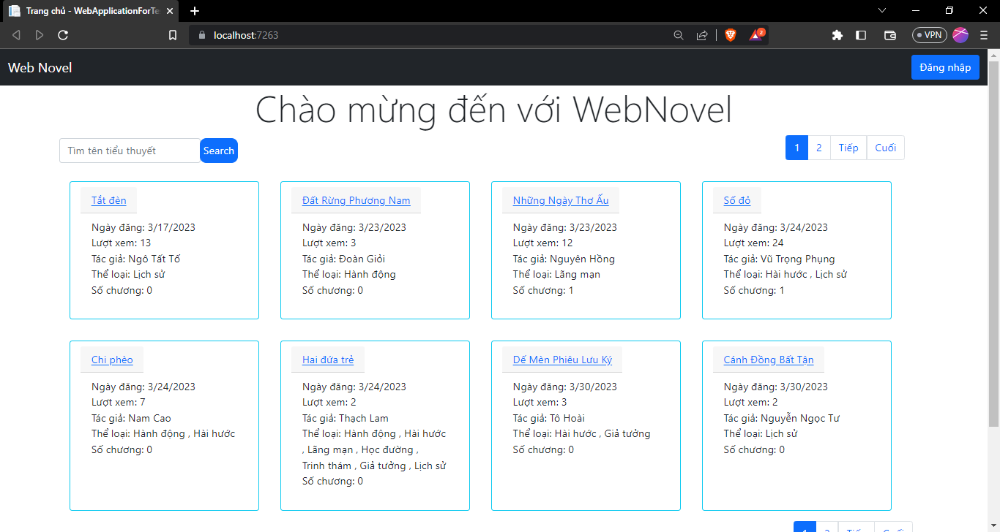 Trang chủ - WebApplicationForTe
localhost:7263
2
VPN
Web Novel
Đăng nhập
Chào mừng đến với WebNovel
Tìm tên tiểu thuyết
Search
1 2 Tiếp Cuối
Tắt đèn
Ngày đăng: 3/17/2023
Lượt xem: 13
Tác giả: Ngô Tất Tố
Thể loại: Lịch sử
Số chương: 0
Đất Rừng Phương Nam
Ngày đăng: 3/23/2023
Lượt xem: 3
Tác giả: Đoàn Giỏi
Thể loại: Hành động
Số chương: 0
Những Ngày Thơ Ấu
Ngày đăng: 3/23/2023
Lượt xem: 12
Tác giả: Nguyên Hồng
Thể loại: Lãng mạn
Số chương: 1
Số đỏ
Ngày đăng: 3/24/2023
Lượt xem: 24
Tác giả: Vũ Trọng Phụng
Thể loại: Hài hước , Lịch sử
Số chương: 1
Chi phèo
Ngày đăng: 3/24/2023
Lượt xem: 7
Tác giả: Nam Cao
Thể loại: Hành động , Hài hước
Số chương: 0
Hai đứa trẻ
Ngày đăng: 3/24/2023
Lượt xem: 2
Tác giả: Thạch Lam
Thể loại: Hành động , Hài hước
, Lãng mạn , Học đường ,
Trinh thám , Giả tưởng , Lịch sử
Số chương: 0
Dế Mèn Phiêu Lưu Ký
Ngày đăng: 3/30/2023
Lượt xem: 3
Tác giả: Tô Hoài
Thể loại: Hài hước , Giả tưởng
Số chương: 0
Cánh Đồng Bất Tận
Ngày đăng: 3/30/2023
Lượt xem: 2
Tác giả: Nguyễn Ngọc Tư
Thể loại: Lịch sử
Số chương: 0
1 2 Tiếp Cuối